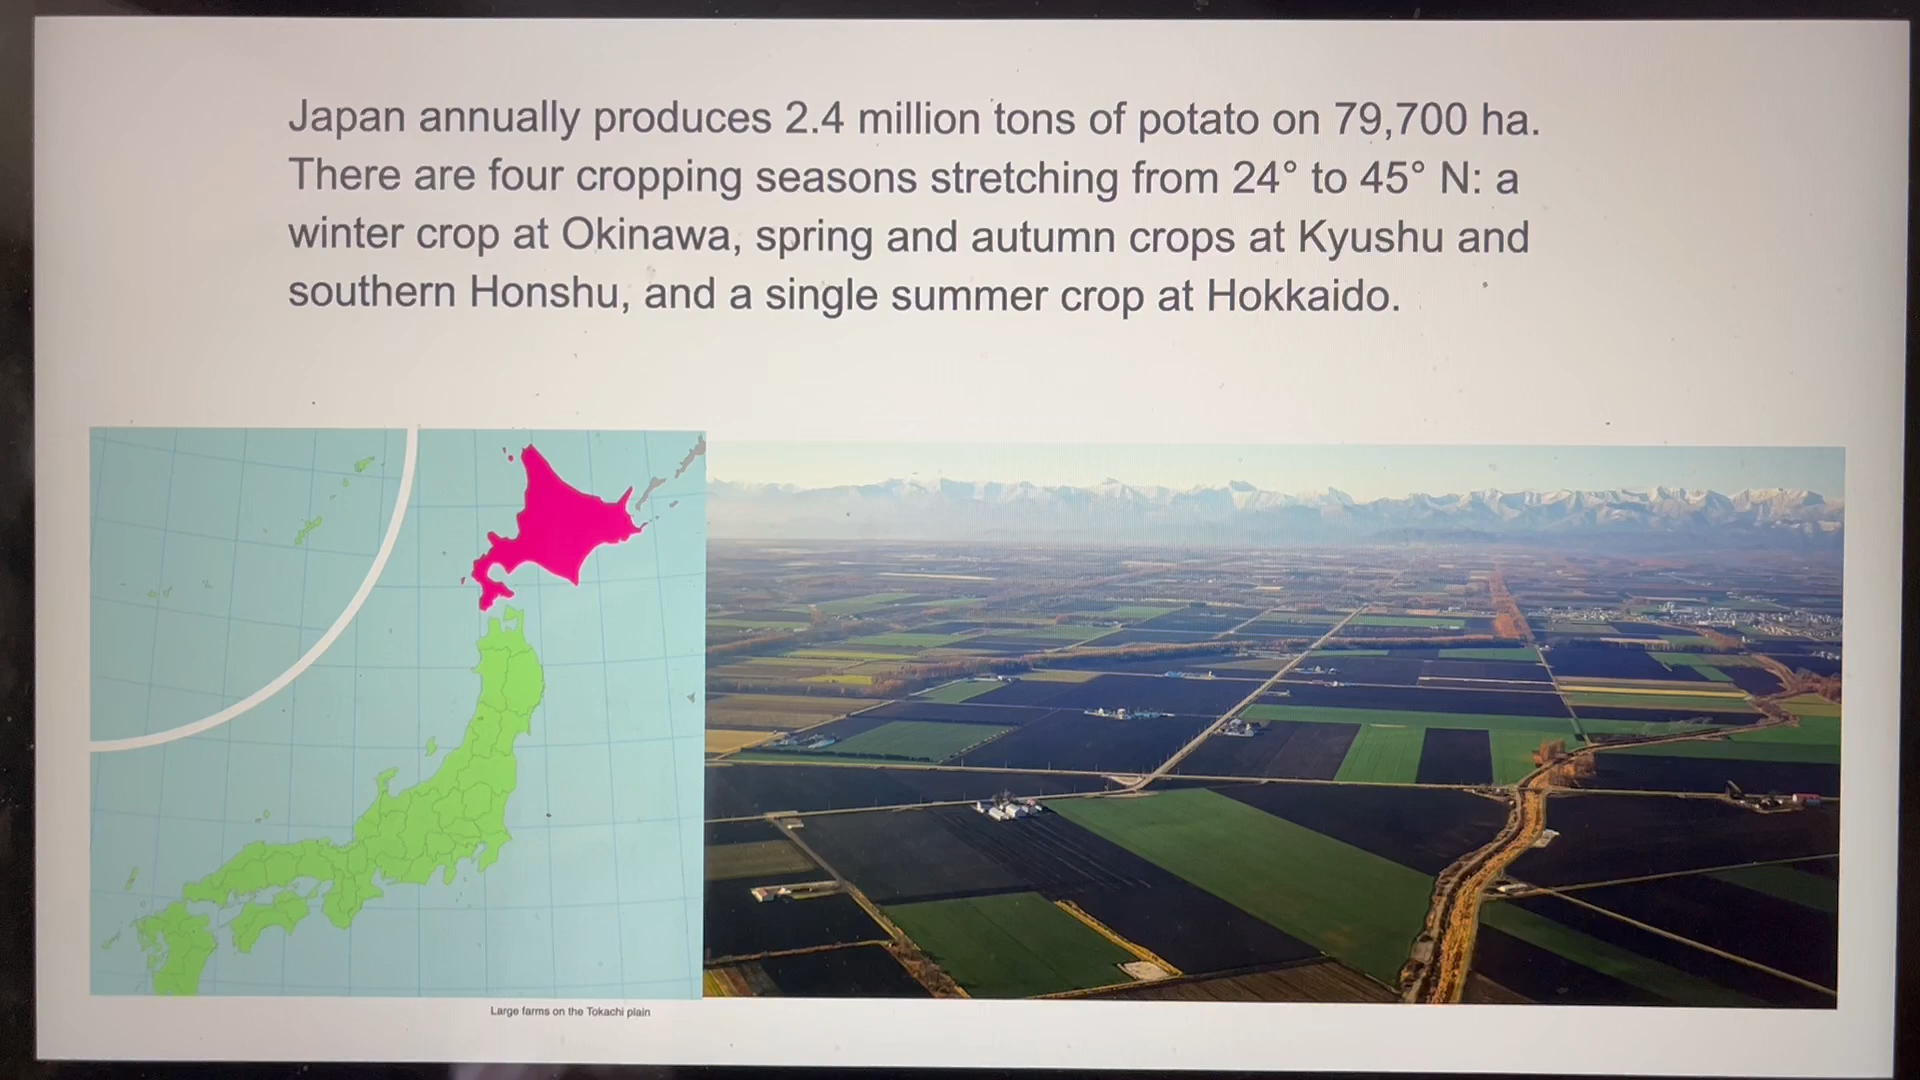 Japan annually produces 2.4 million tons of potato on 79,700 ha.
There are four cropping seasons stretching from 24° to 45° N: a
winter crop at Okinawa, spring and autumn crops at Kyushu and
southern Honshu, and a single summer crop at Hokkaido.
Large farms on the Tokachi plain